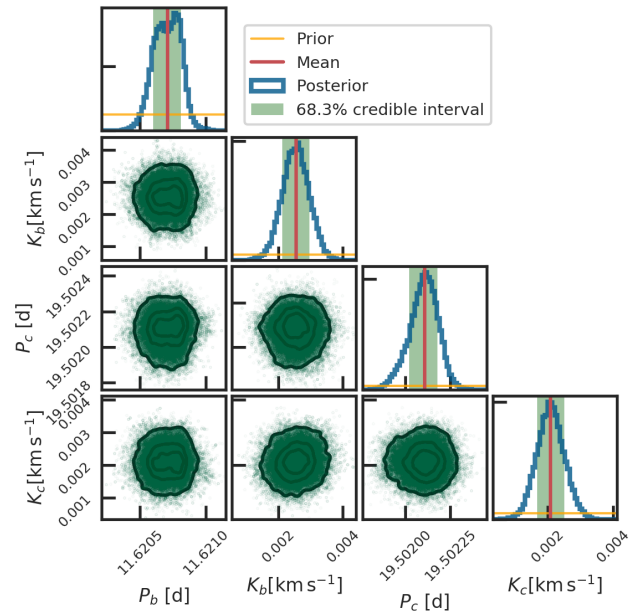 Prior
Mean
Posterior
68.3% credible interval
K_b[km s⁻¹]
0.004
0.003
0.002
0.001
P_c [d]
19.5024
19.5022
19.5020
19.5018
K_c[km s⁻¹]
0.004
0.003
0.002
0.001
11.6205 11.6210
0.002 0.004
19.50200 19.50225
0.002 0.004
P_b [d] K_b[km s⁻¹] P_c [d] K_c[km s⁻¹]